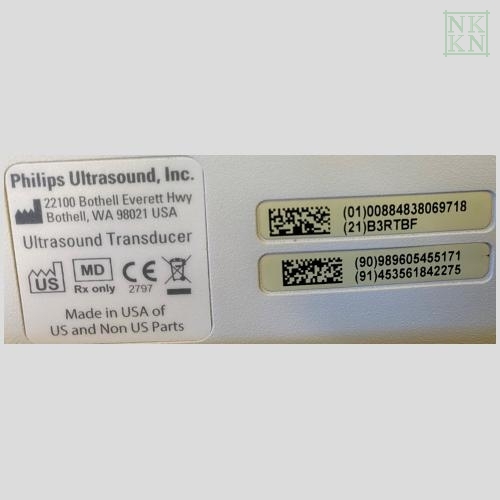 NK
KN
Philips Ultrasound, Inc.
22100 Bothell Everett Hwy
Bothell, WA 98021 USA
Ultrasound Transducer
US
MD
Rx only
CE
2797
Made in USA of
US and Non US Parts
(01)00884838069718
(21)B3RTBF
(90)989605455171
(91)453561842275